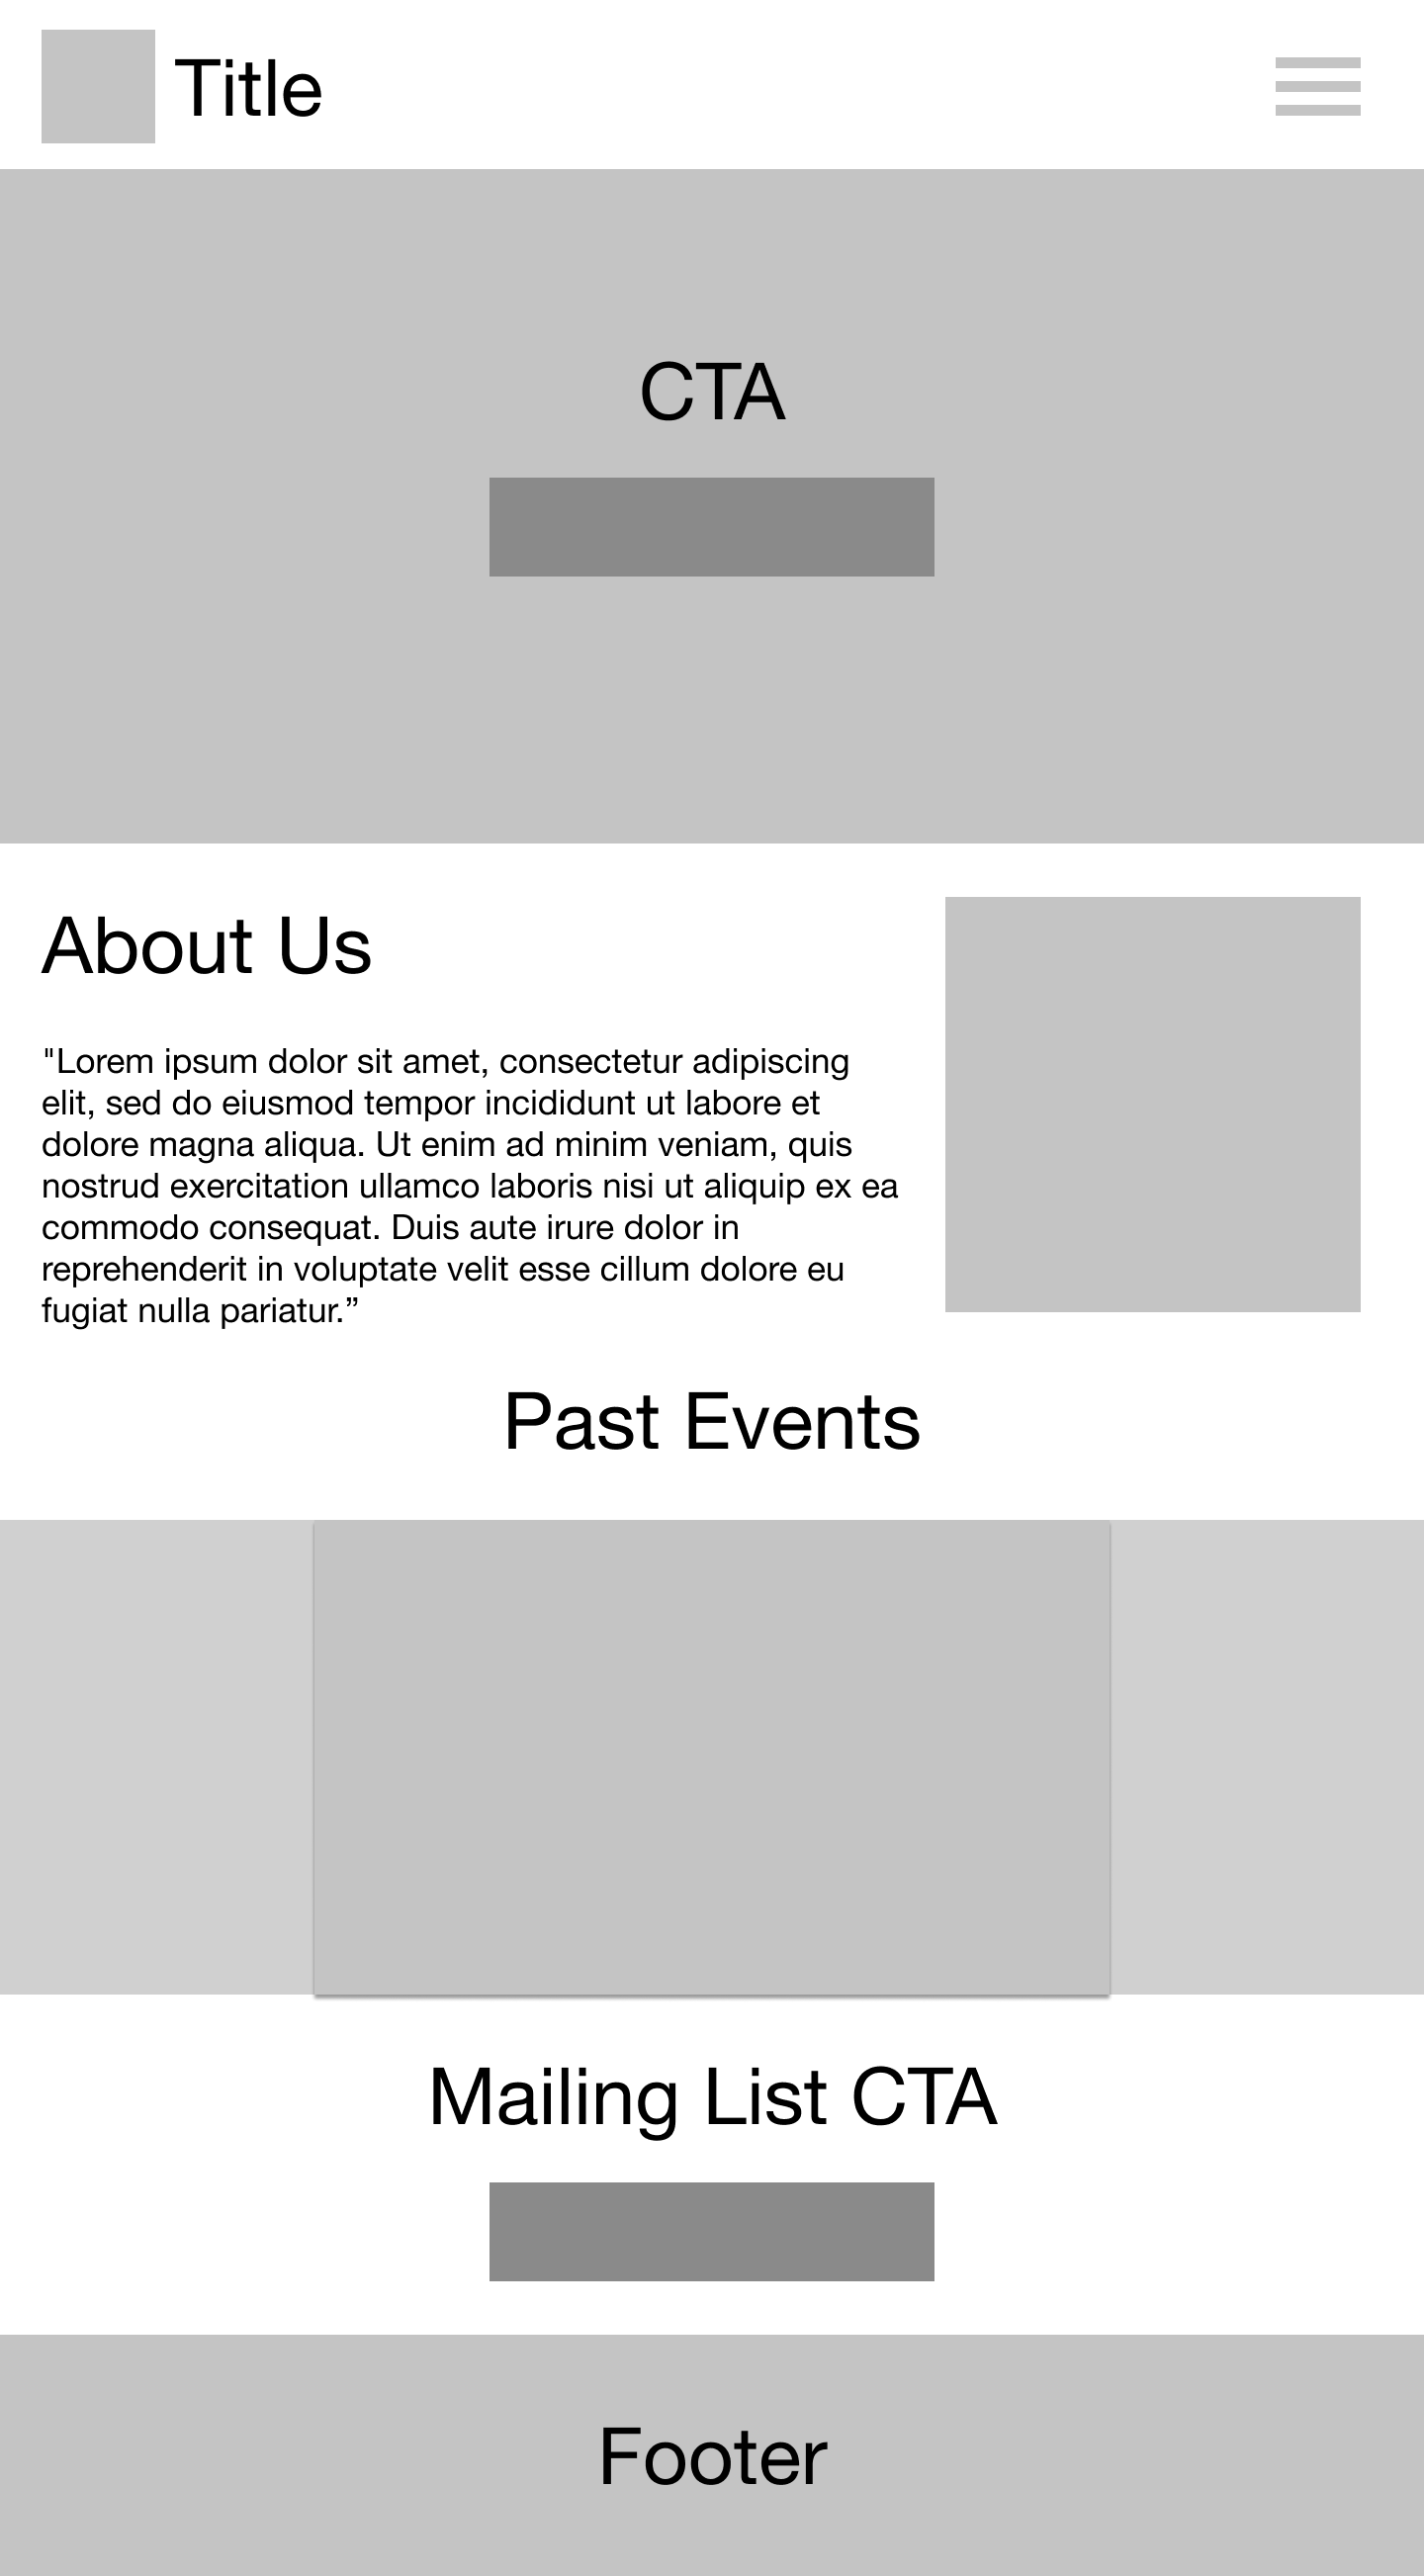 Title
CTA
About Us
"Lorem ipsum dolor sit amet, consectetur adipiscing
elit, sed do eiusmod tempor incididunt ut labore et
dolore magna aliqua. Ut enim ad minim veniam, quis
nostrud exercitation ullamco laboris nisi ut aliquip ex ea
commodo consequat. Duis aute irure dolor in
reprehenderit in voluptate velit esse cillum dolore eu
fugiat nulla pariatur.”
Past Events
Mailing List CTA
Footer